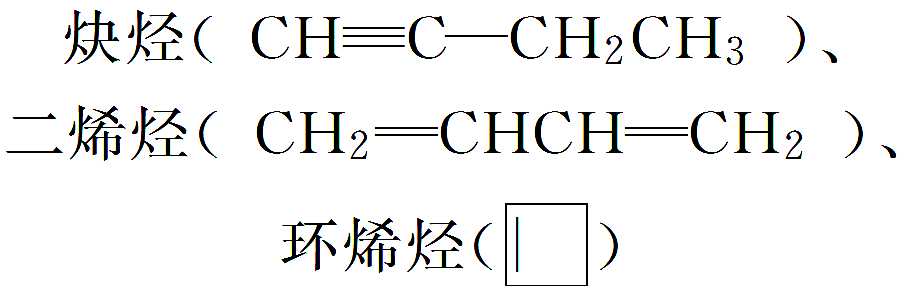 炔烃( CH≡C—CH₂CH₃ )、
二烯烃( CH₂=CHCH=CH₂ )、
环烯烃( )